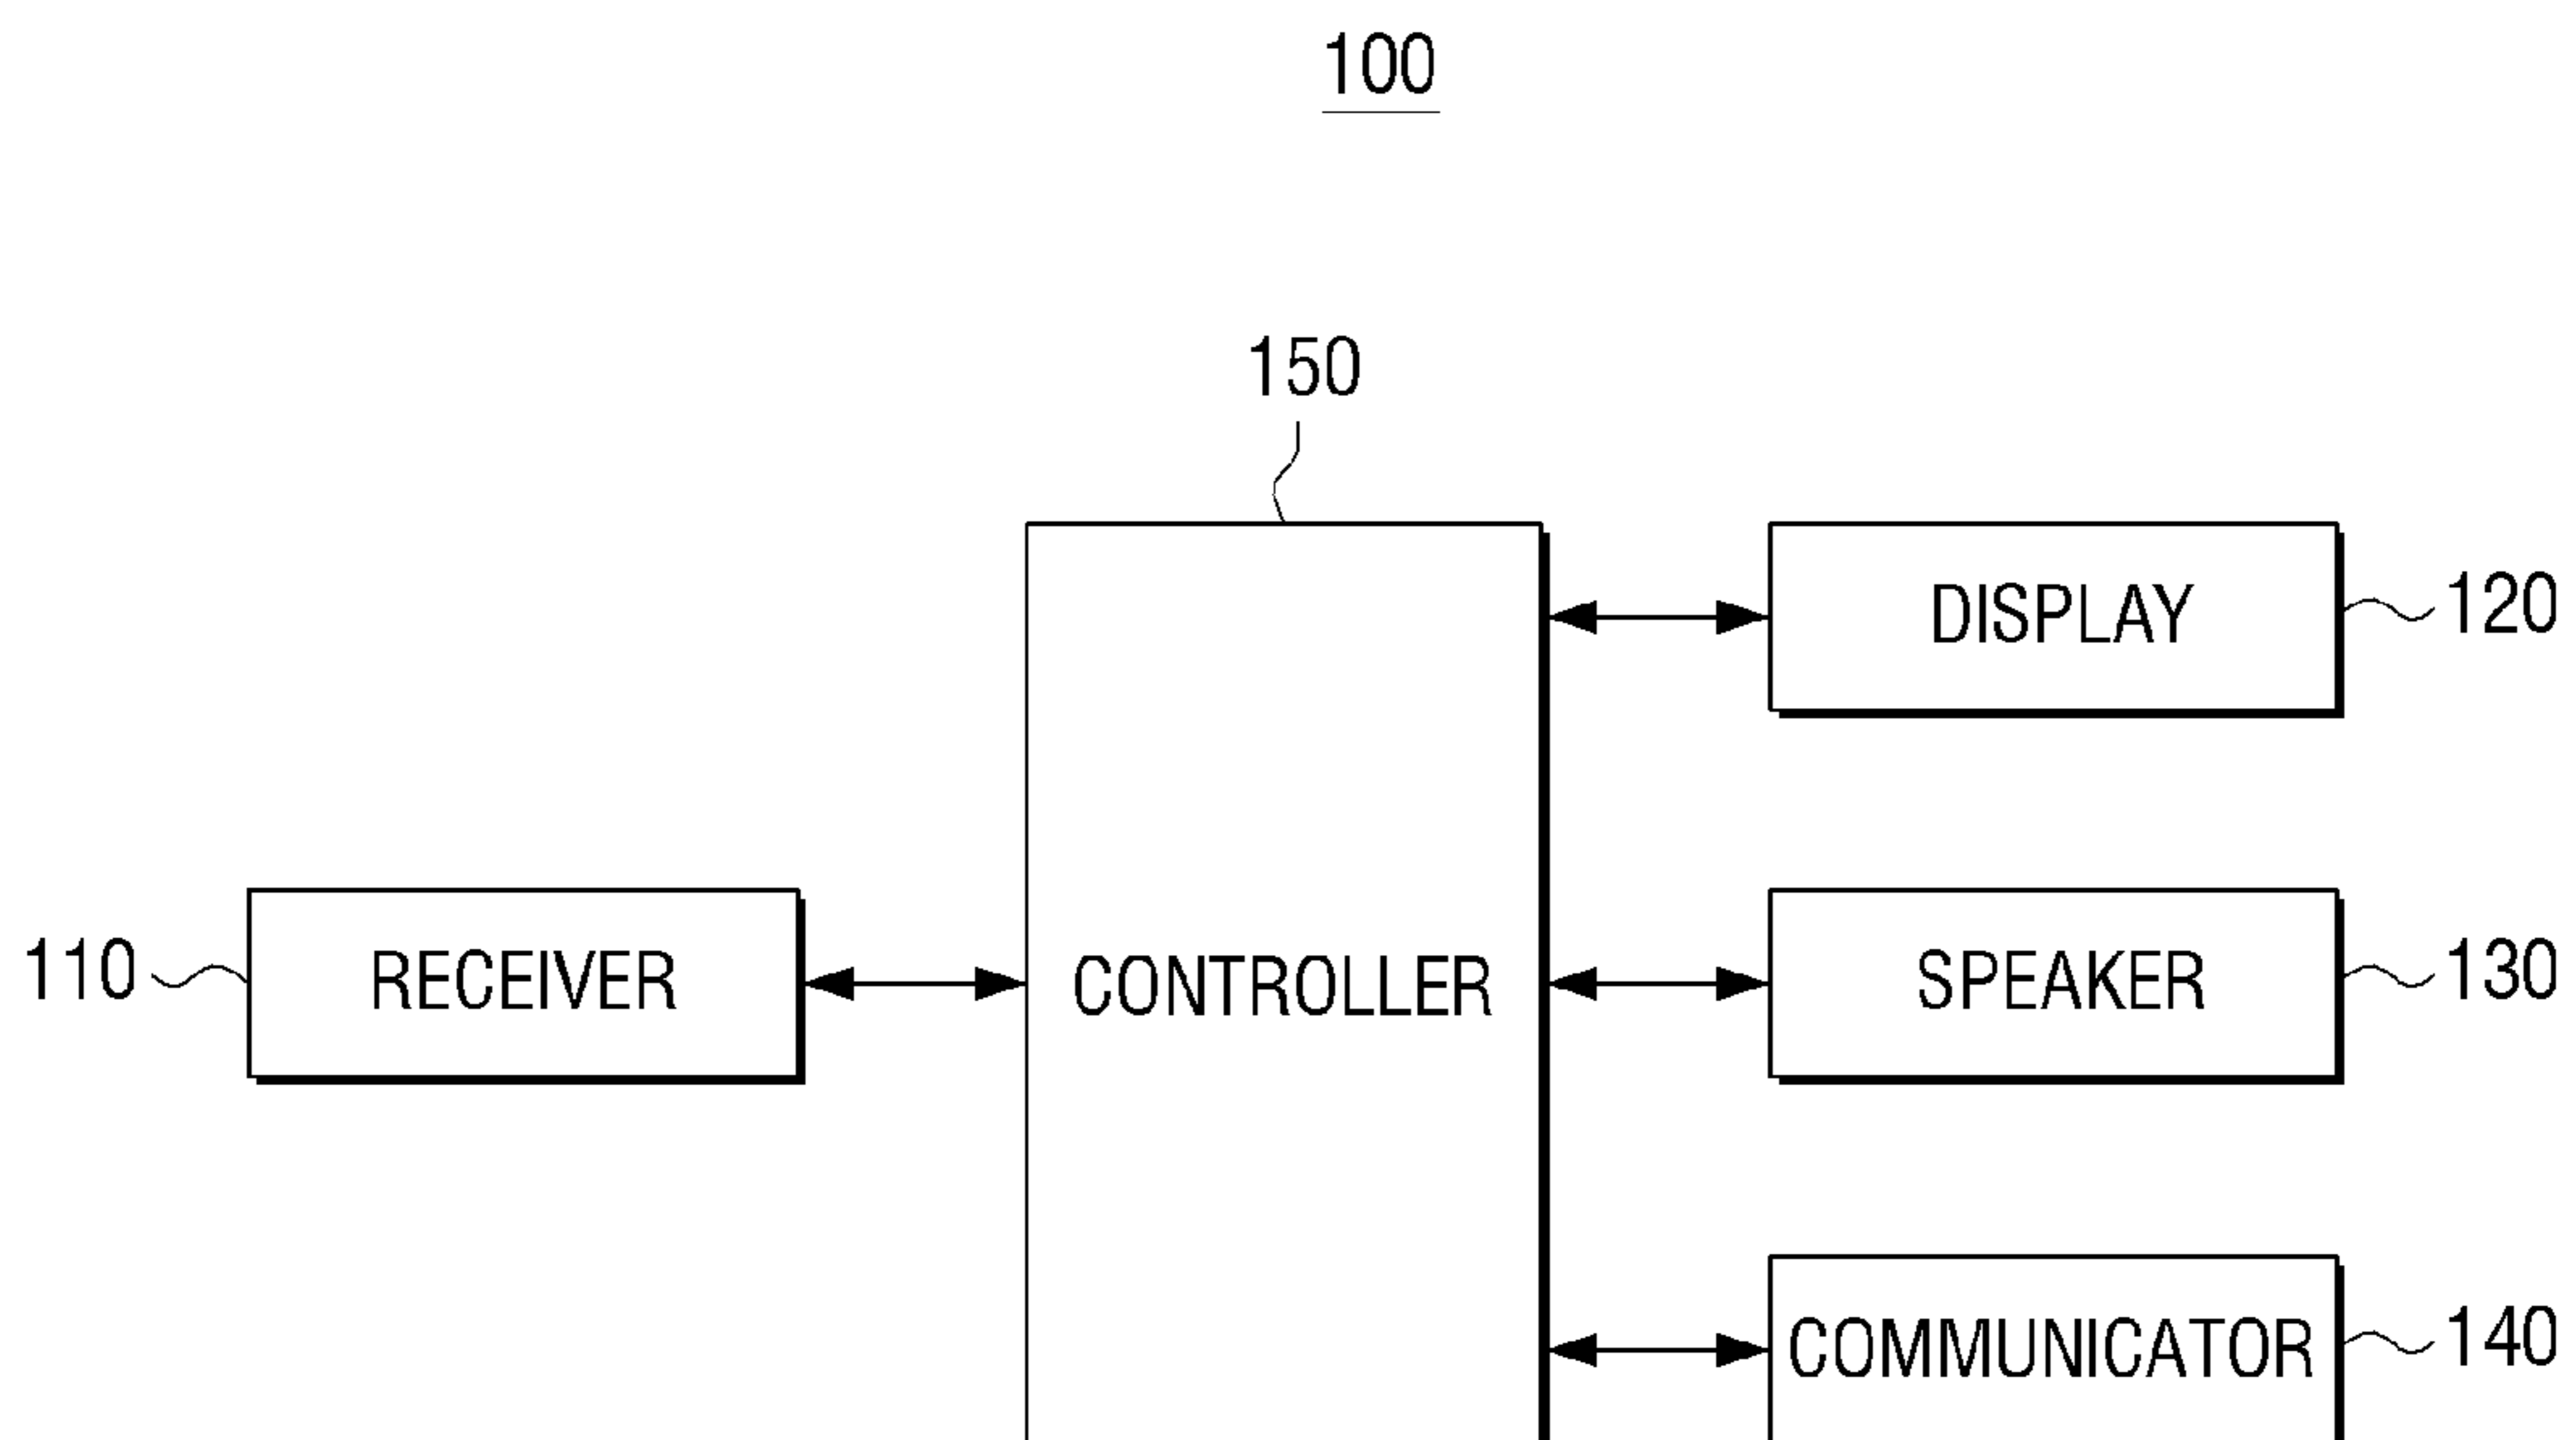 100
150
DISPLAY 120
110 RECEIVER CONTROLLER SPEAKER 130
COMMUNICATOR 140